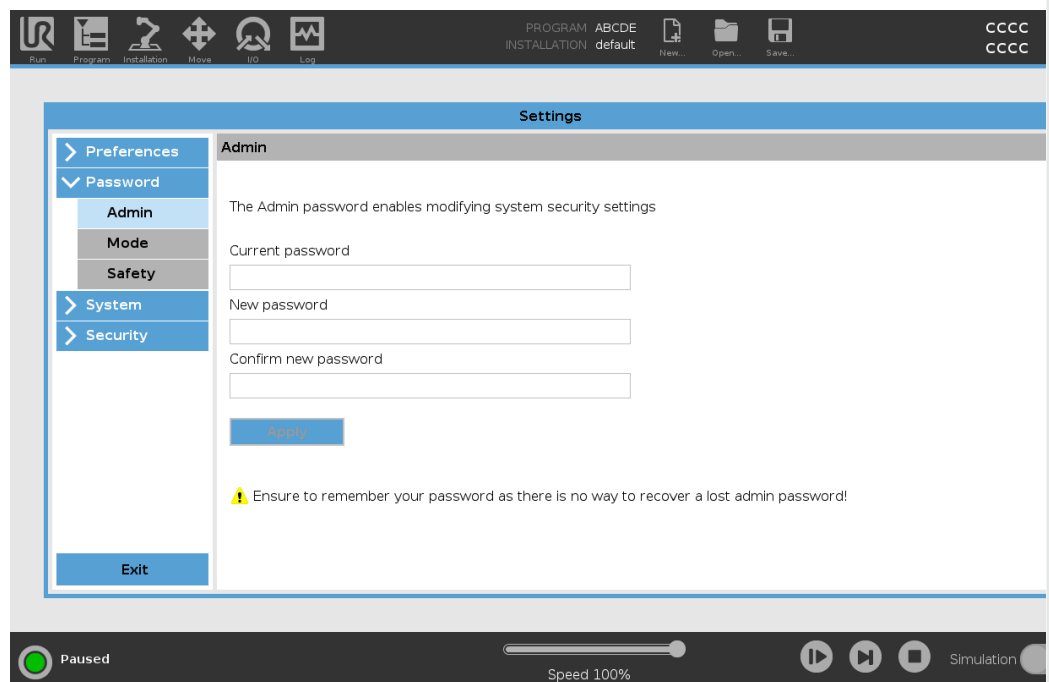 PROGRAM ABCDE
INSTALLATION default
CCCC
CCCC
Run Program Installation Move I/O Log New... Open... Save...
Settings
Preferences
Password
Admin
Mode
Safety
System
Security
Exit
Admin
The Admin password enables modifying system security settings
Current password
New password
Confirm new password
Apply
Ensure to remember your password as there is no way to recover a lost admin password!
Paused
Speed 100%
Simulation